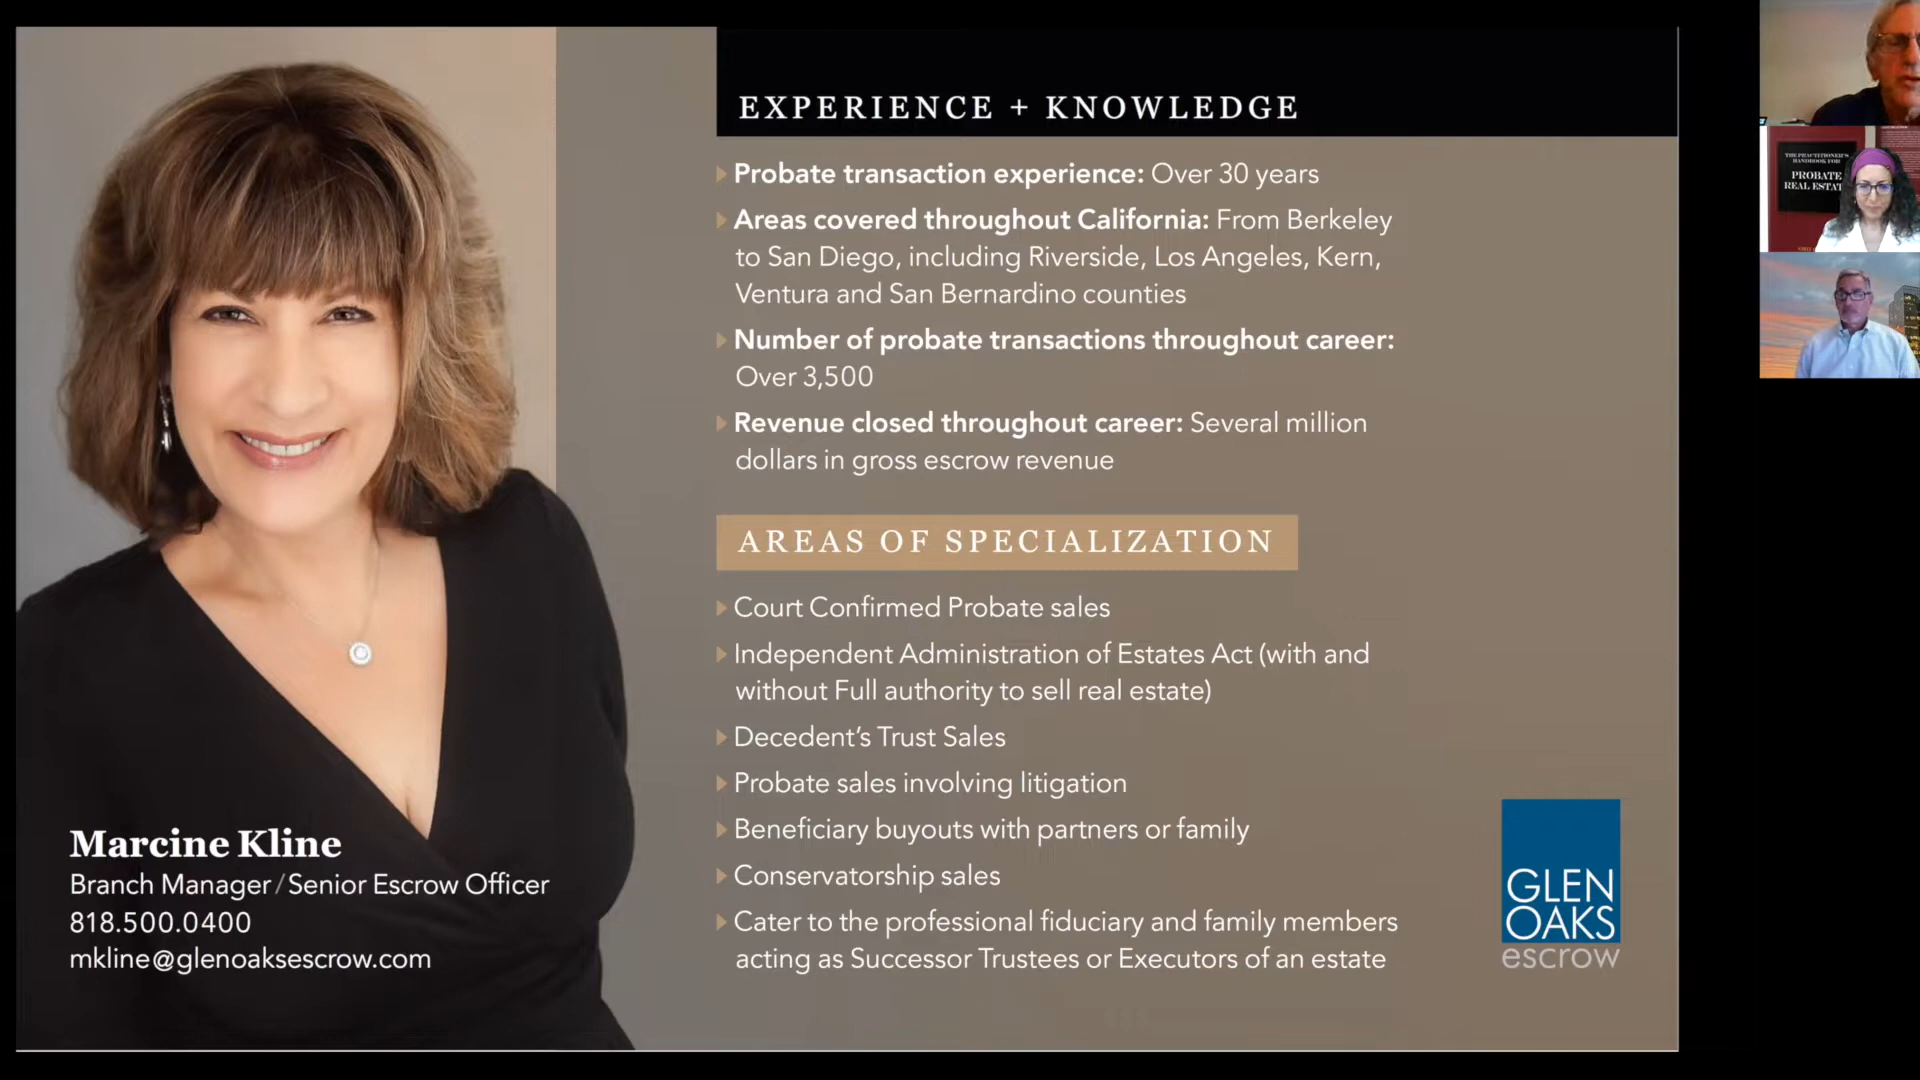 EXPERIENCE + KNOWLEDGE
Probate transaction experience: Over 30 years
Areas covered throughout California: From Berkeley
to San Diego, including Riverside, Los Angeles, Kern,
Ventura and San Bernardino counties
Number of probate transactions throughout career:
Over 3,500
Revenue closed throughout career: Several million
dollars in gross escrow revenue
AREAS OF SPECIALIZATION
Court Confirmed Probate sales
Independent Administration of Estates Act (with and
without Full authority to sell real estate)
Decedent’s Trust Sales
Probate sales involving litigation
Beneficiary buyouts with partners or family
Conservatorship sales
Cater to the professional fiduciary and family members
acting as Successor Trustees or Executors of an estate
Marcine Kline
Branch Manager/Senior Escrow Officer
818.500.0400
mkline@glenoaksescrow.com
GLEN
OAKS
escrow
THE PRACTITIONER'S
HANDBOOK FOR
PROBATE
REAL ESTAT